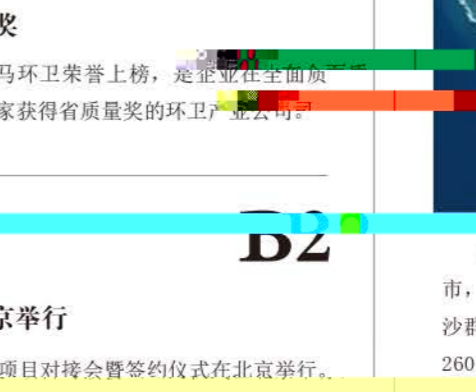 奖
马环卫荣誉上榜，是企业在全面质
家获得省质量奖的环卫产业公司。
B2
京举行
项目对接会暨签约仪式在北京举行。
市，
沙群
260